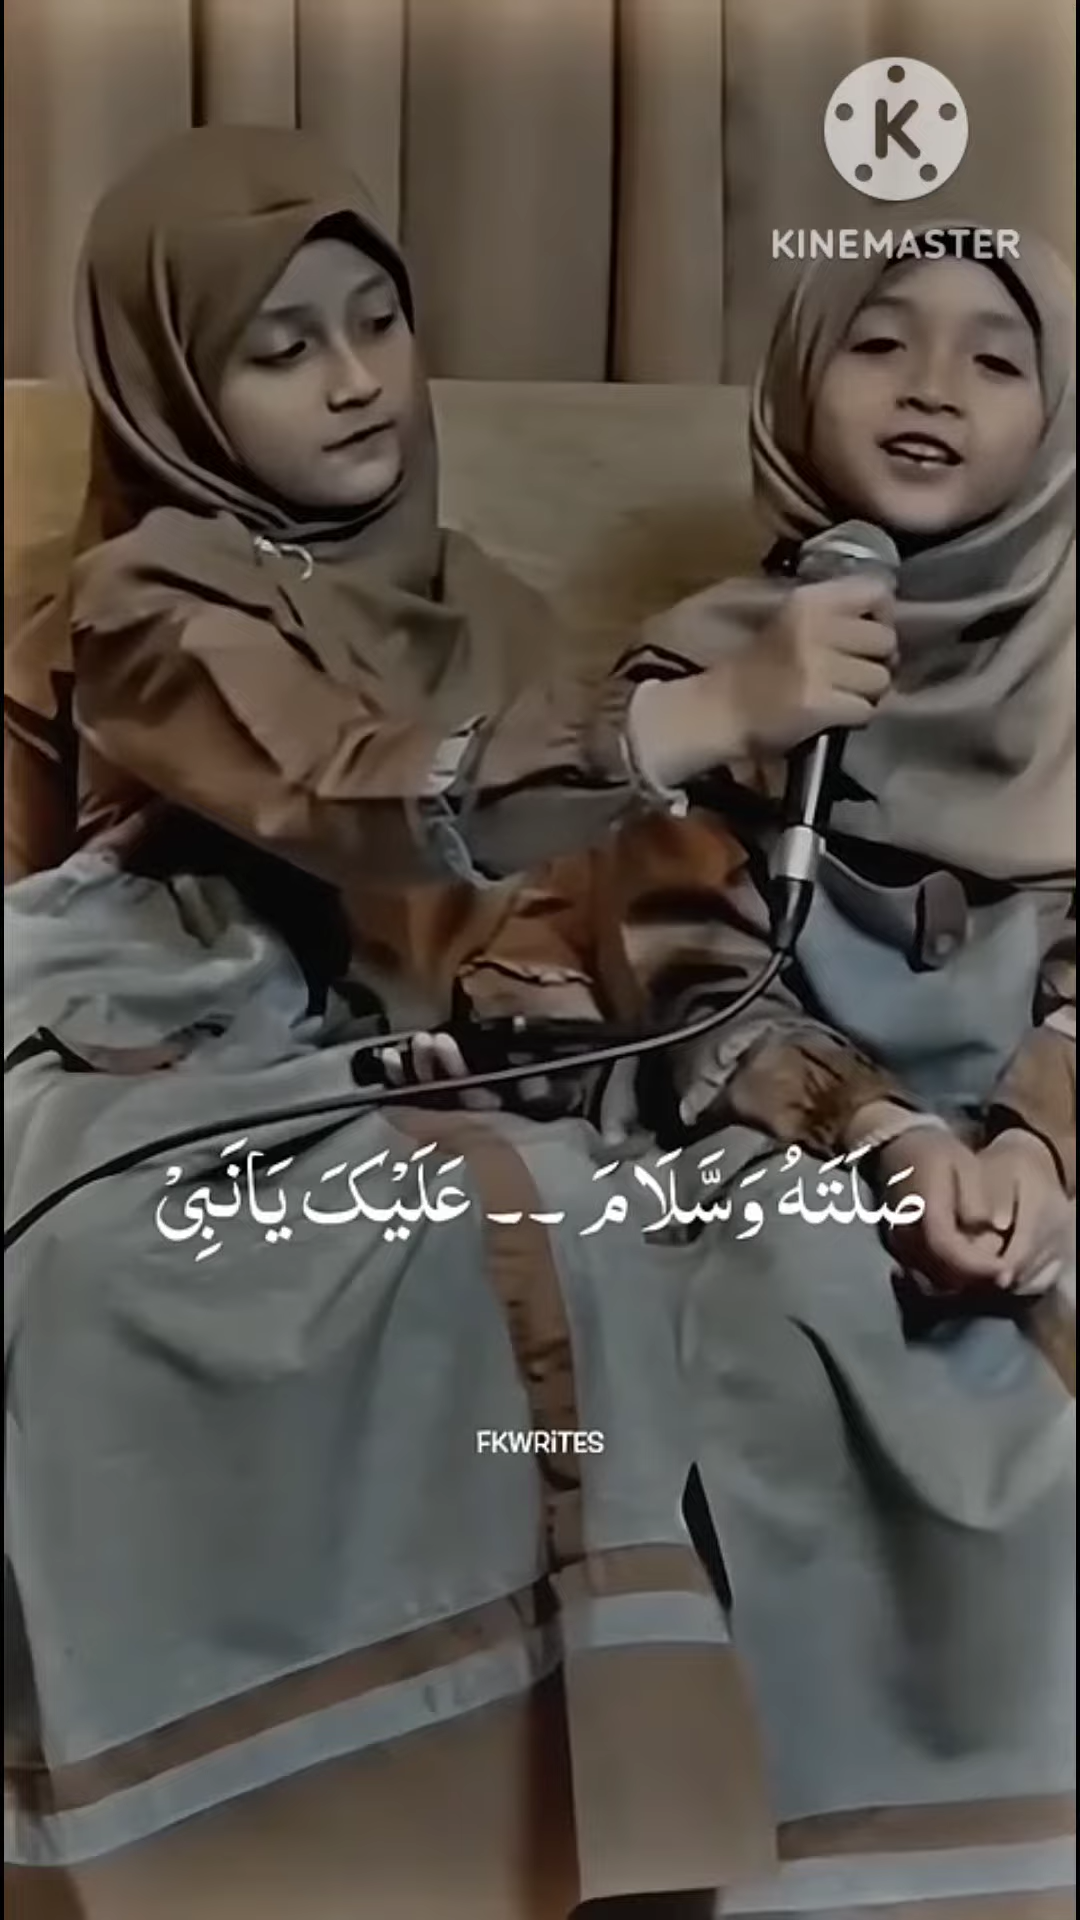 K
KINEMASTER
صَلَتَهُ وَسَّلَامَ -- عَلَيْكَ يَانَبِيْ
FKWRiTES